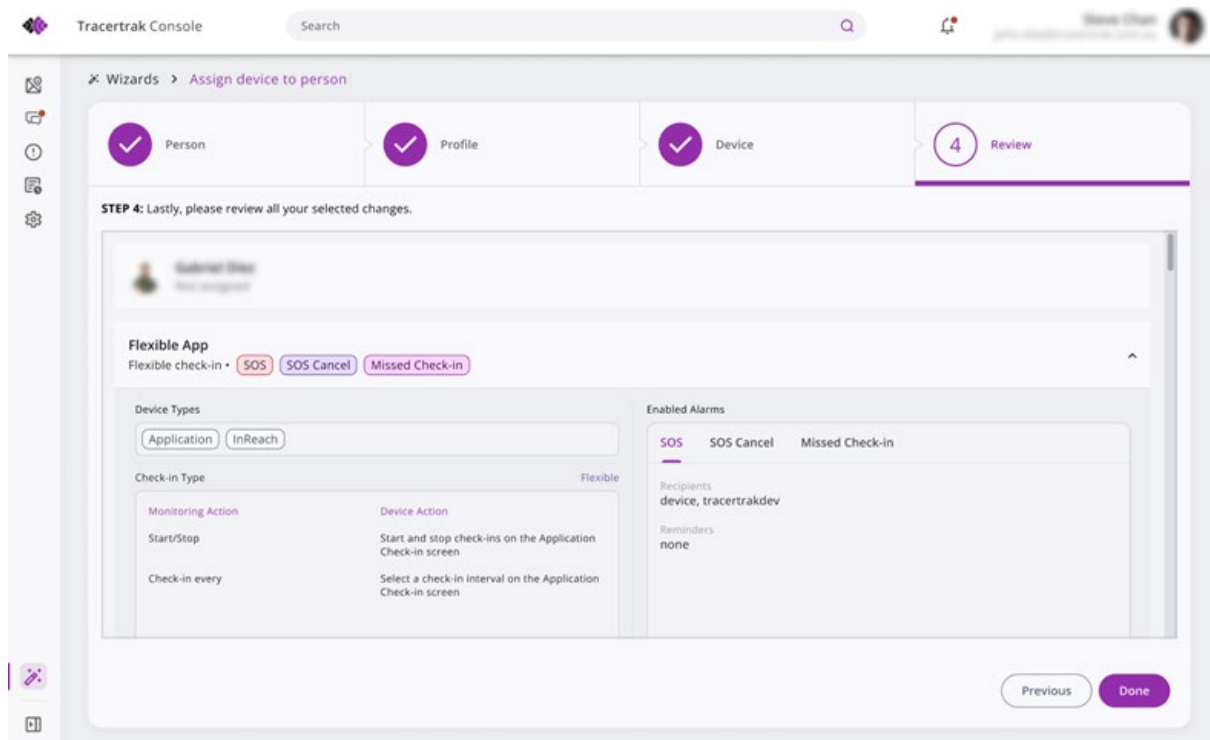 Tracertrak Console
Search
Wizards > Assign device to person
Person
Profile
Device
4
Review
STEP 4: Lastly, please review all your selected changes.
Flexible App
Flexible check-in • SOS SOS Cancel Missed Check-in
Device Types
Application InReach
Check-in Type Flexible
Monitoring Action Device Action
Start/Stop Start and stop check-ins on the Application
Check-in screen
Check-in every Select a check-in interval on the Application
Check-in screen
Enabled Alarms
SOS SOS Cancel Missed Check-in
Recipients
device, tracertrakdev
Reminders
none
Previous Done